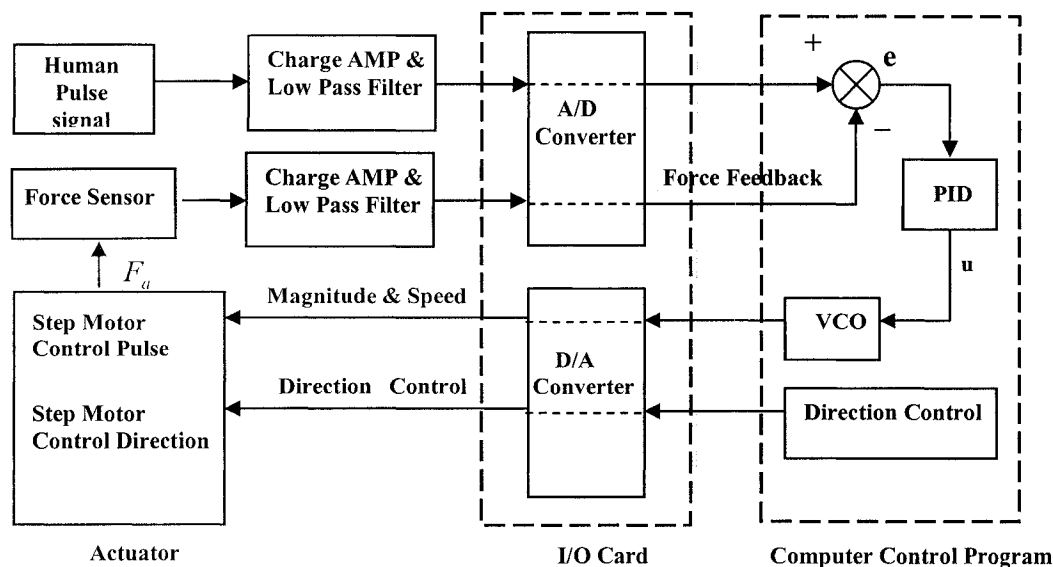 Human
Pulse
signal
Charge AMP &
Low Pass Filter
A/D
Converter
+
e
−
Force Sensor
Charge AMP &
Low Pass Filter
Force Feedback
PID
u
F_a
Magnitude & Speed
Step Motor
Control Pulse
VCO
D/A
Converter
Direction Control
Step Motor
Control Direction
Direction Control
Actuator
I/O Card
Computer Control Program